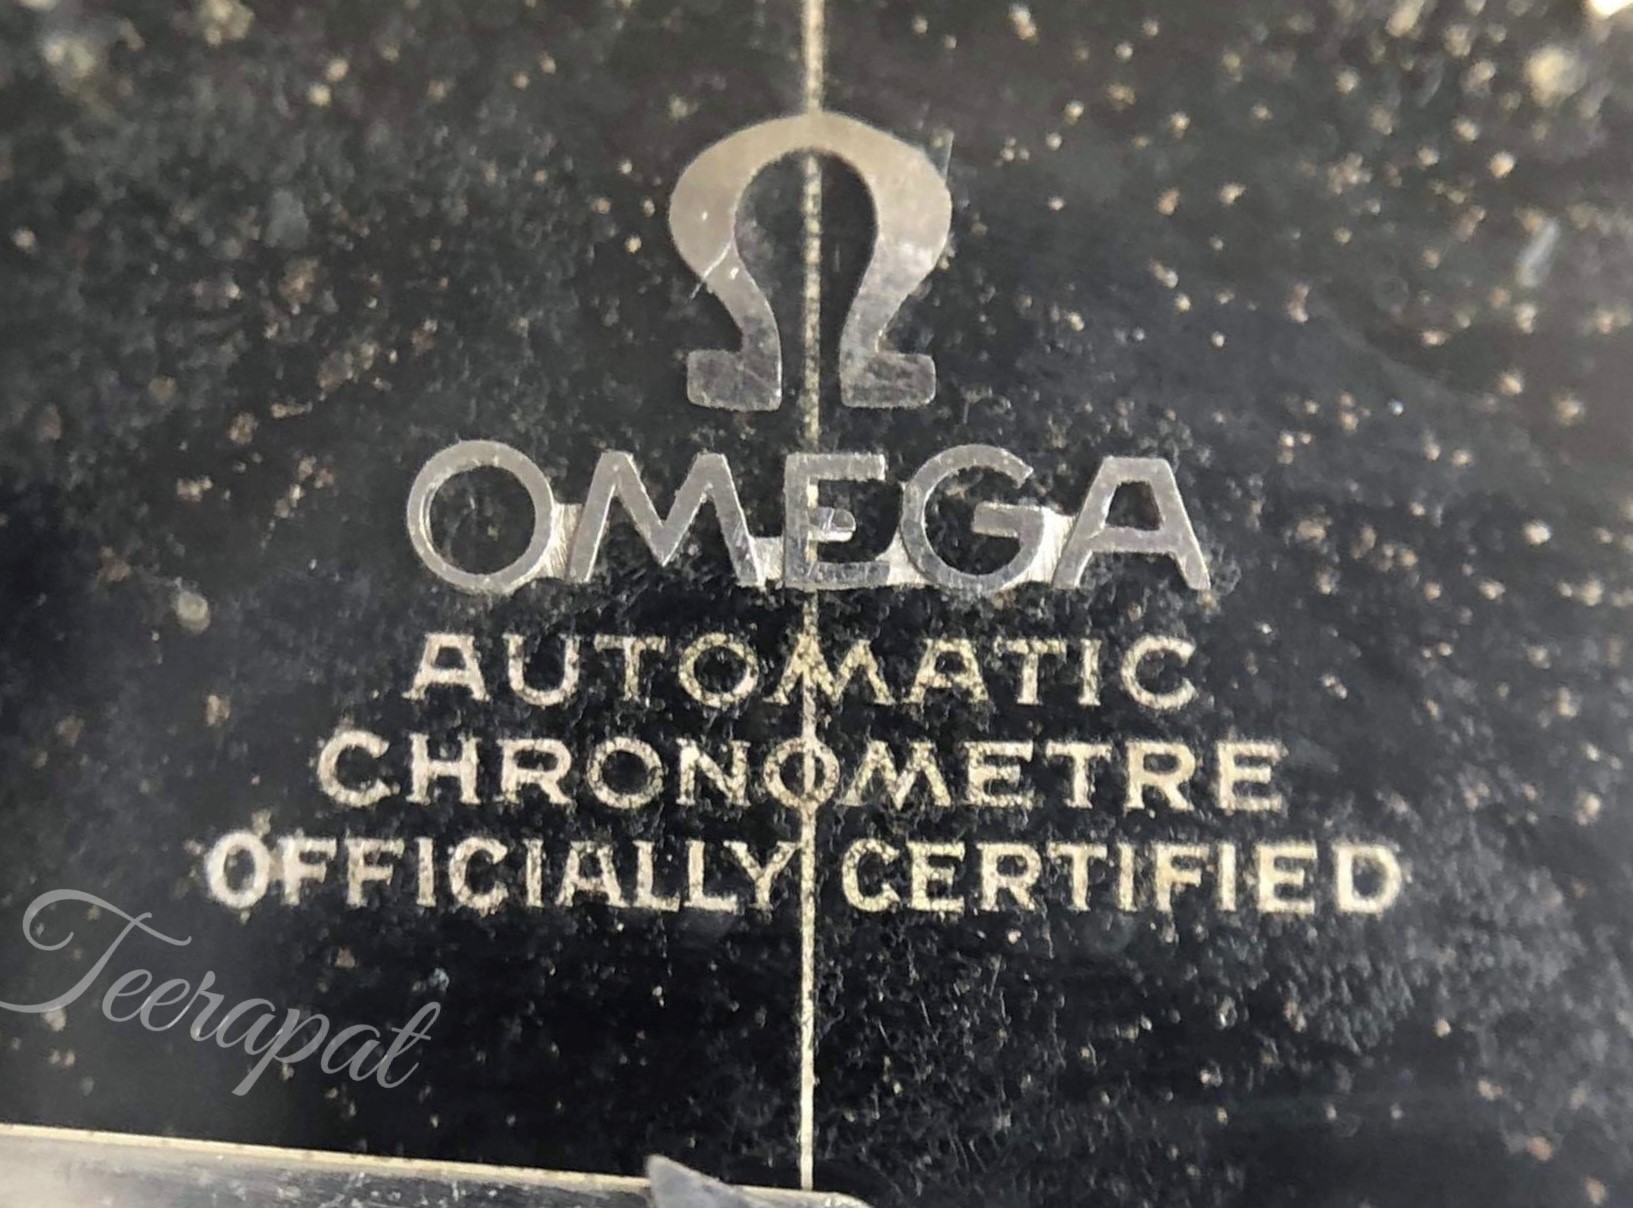 Ω
OMEGA
AUTOMATIC
CHRONOMETRE
OFFICIALLY CERTIFIED
Teerapat